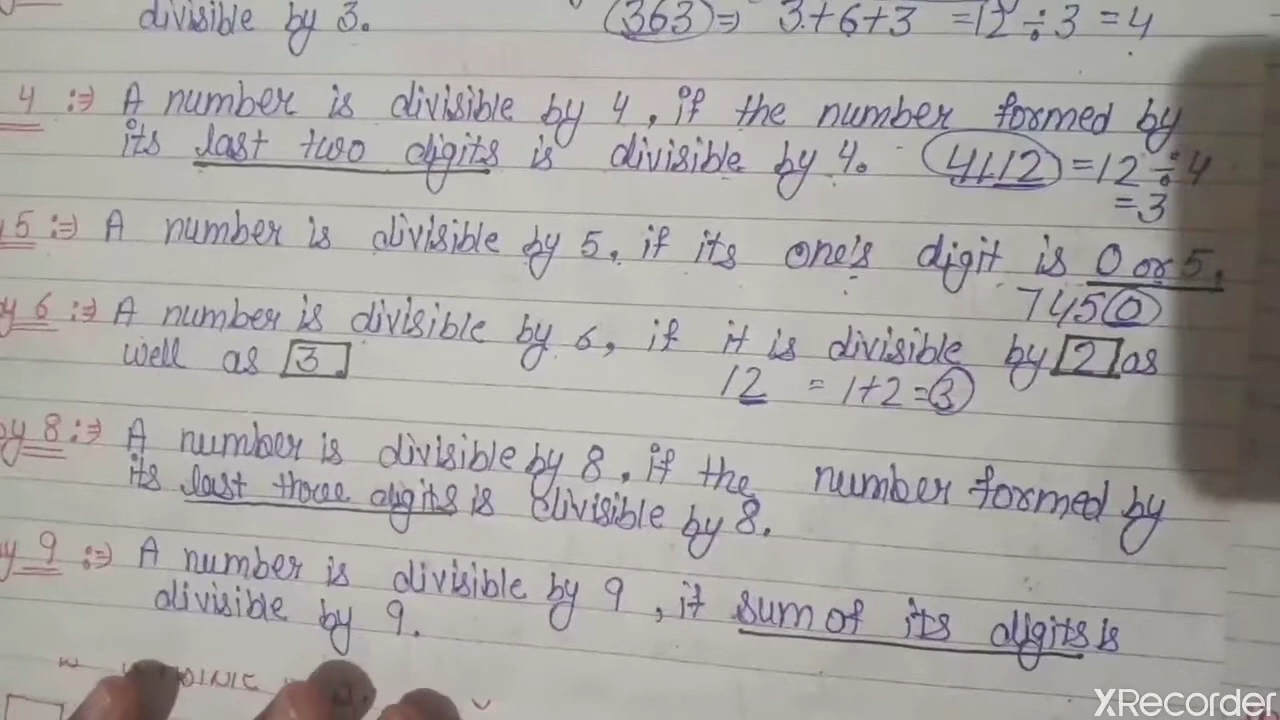 divisible by 3. (363) ⇒ 3+6+3 =12÷3=4
4 :⇒ A number is divisible by 4, if the number formed by
its last two digits is divisible by 4. 4112 =12÷4
=3
5 :⇒ A number is divisible by 5, if its one's digit is 0 or 5.
7450
y 6 :⇒ A number is divisible by 6, if it is divisible by 2 as
well as 3. 12 = 1+2=3
by 8 :⇒ A number is divisible by 8, if the number formed by
its last three digits is divisible by 8.
y 9 :⇒ A number is divisible by 9, if sum of its digits is
divisible by 9.
XRecorder